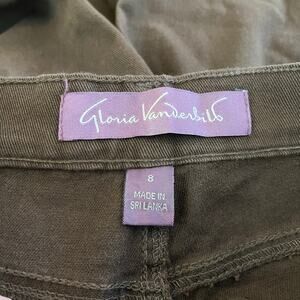 Gloria Vanderbilt
8
MADE IN
SRI LANKA